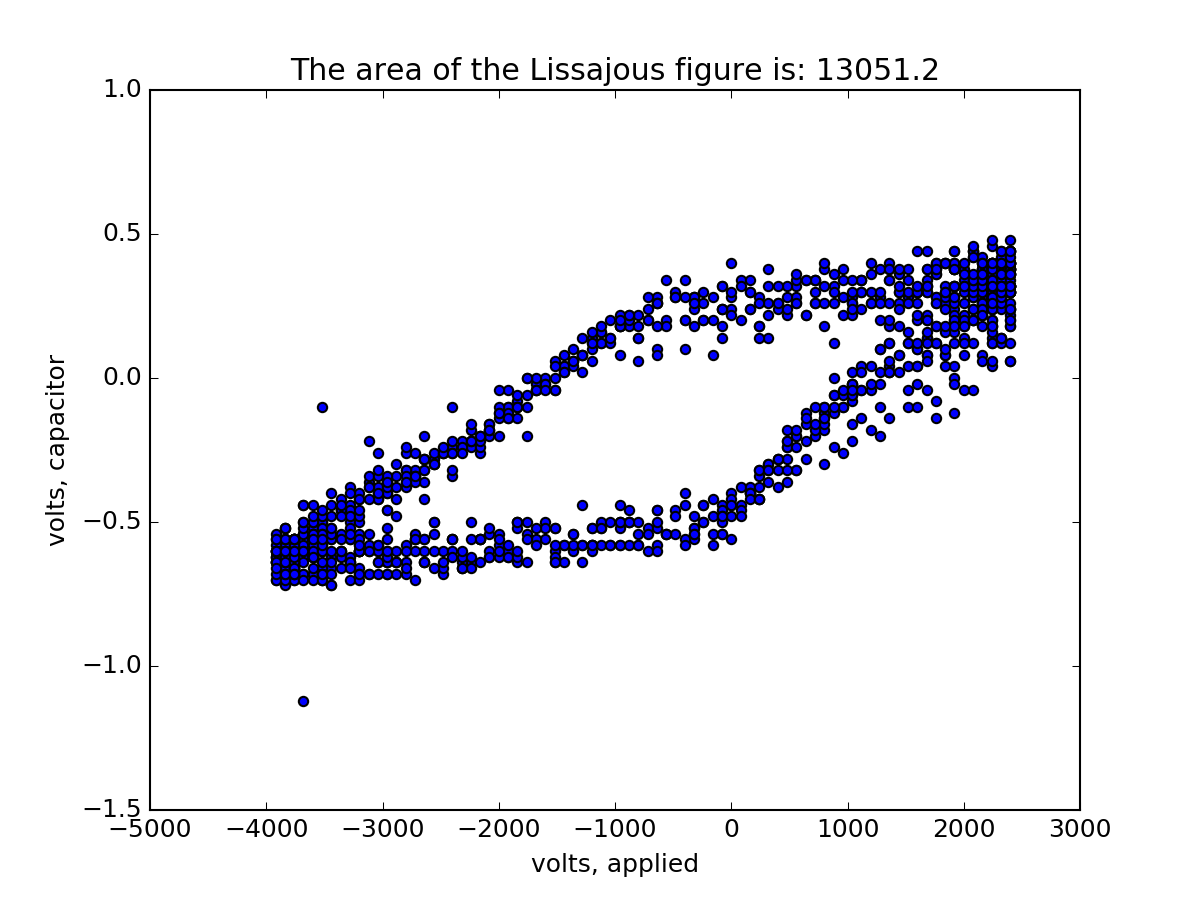 The area of the Lissajous figure is: 13051.2
1.0
0.5
0.0
−0.5
−1.0
−1.5
volts, capacitor
−5000 −4000 −3000 −2000 −1000 0 1000 2000 3000
volts, applied